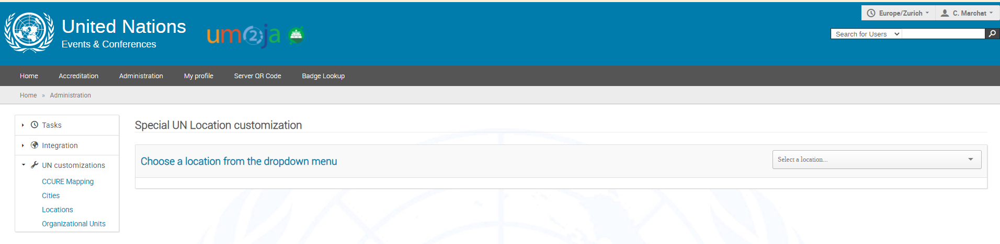 Europe/Zurich
C. Marchat
United Nations
Events & Conferences
um2ja
Search for Users
Home
Accreditation
Administration
My profile
Server QR Code
Badge Lookup
Home » Administration
Tasks
Integration
UN customizations
CCURE Mapping
Cities
Locations
Organizational Units
Special UN Location customization
Choose a location from the dropdown menu
Select a location...